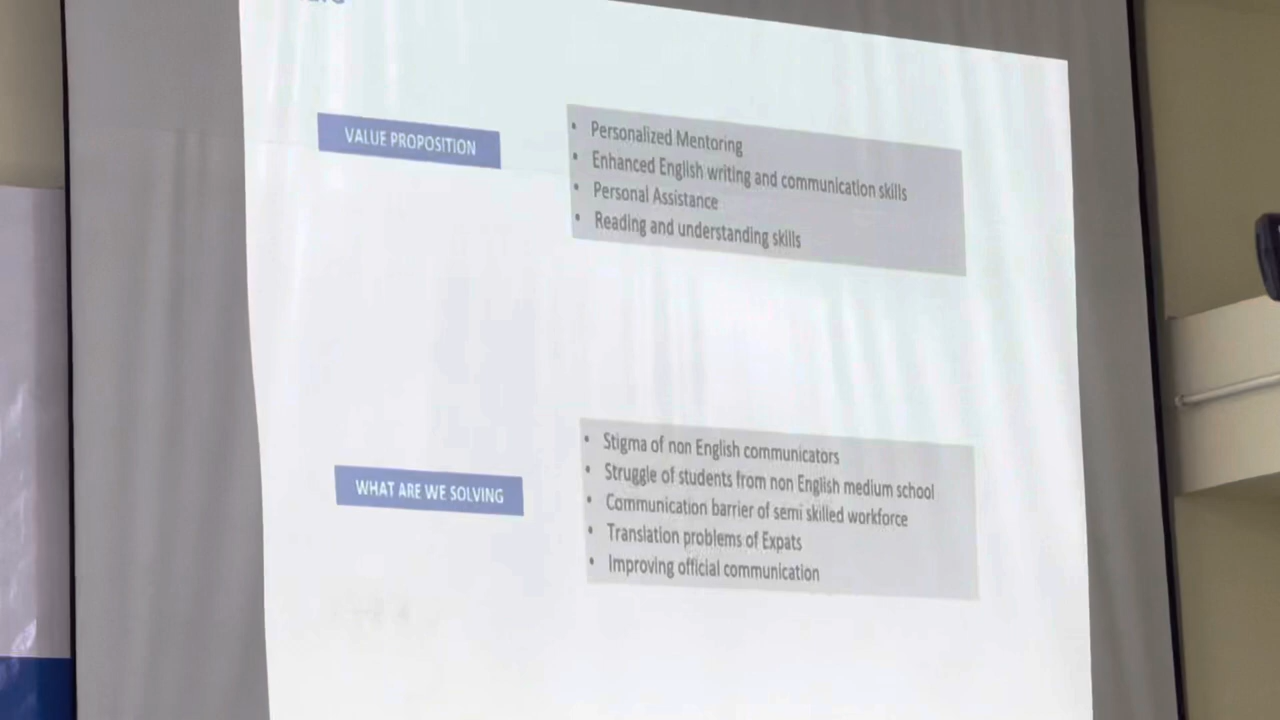 VALUE PROPOSITION
• Personalized Mentoring
• Enhanced English writing and communication skills
• Personal Assistance
• Reading and understanding skills
WHAT ARE WE SOLVING
• Stigma of non English communicators
• Struggle of students from non English medium school
• Communication barrier of semi skilled workforce
• Translation problems of Expats
• Improving official communication